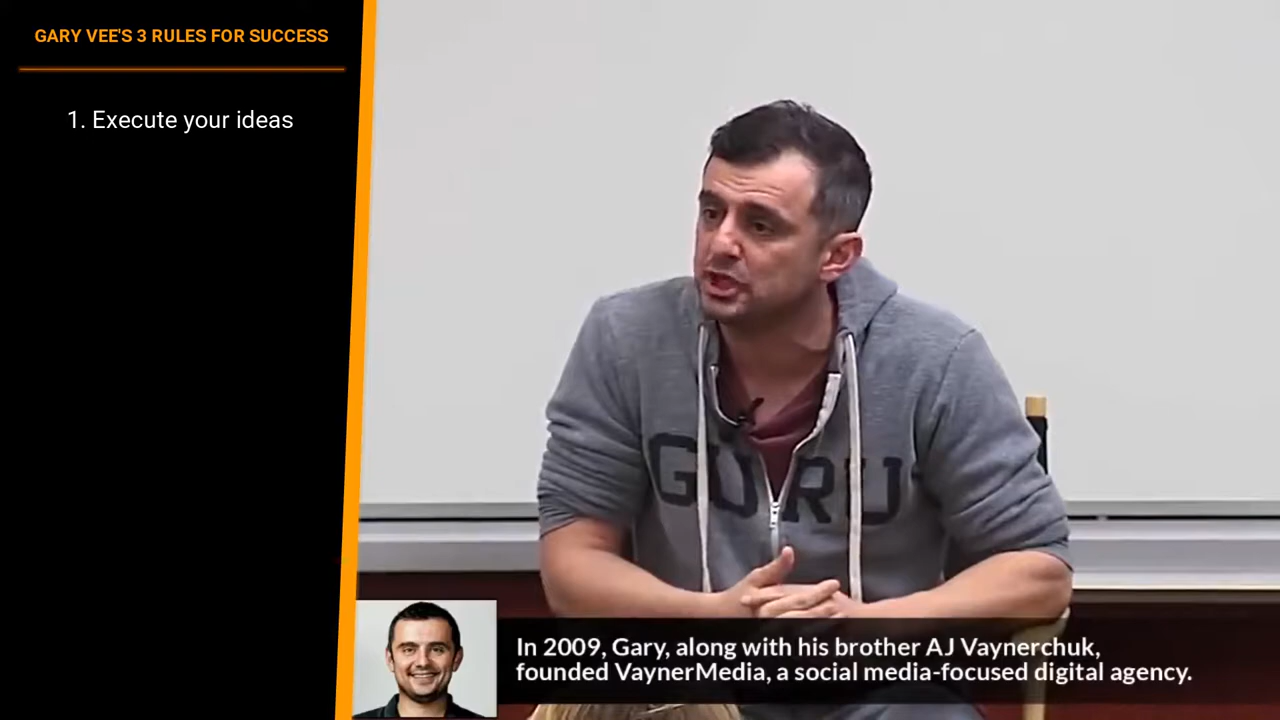 GARY VEE'S 3 RULES FOR SUCCESS
1. Execute your ideas
GURU
In 2009, Gary, along with his brother AJ Vaynerchuk,
founded VaynerMedia, a social media-focused digital agency.